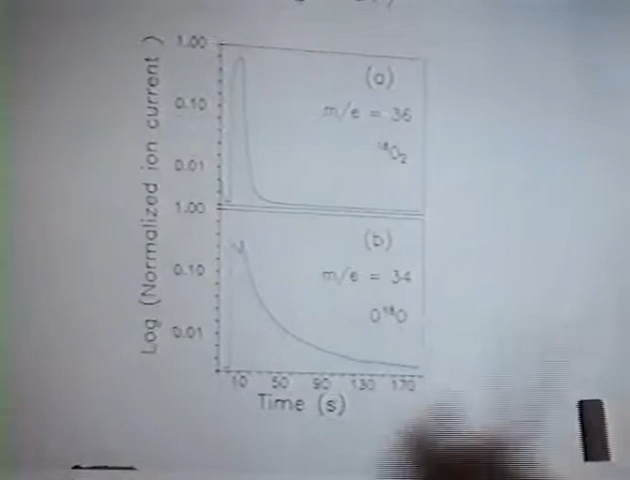 Log (Normalized ion current )
1.00
(a)
0.10
m/e = 36
¹⁸O₂
0.01
1.00
(b)
0.10
m/e = 34
O¹⁸O
0.01
10 50 90 130 170
Time (s)